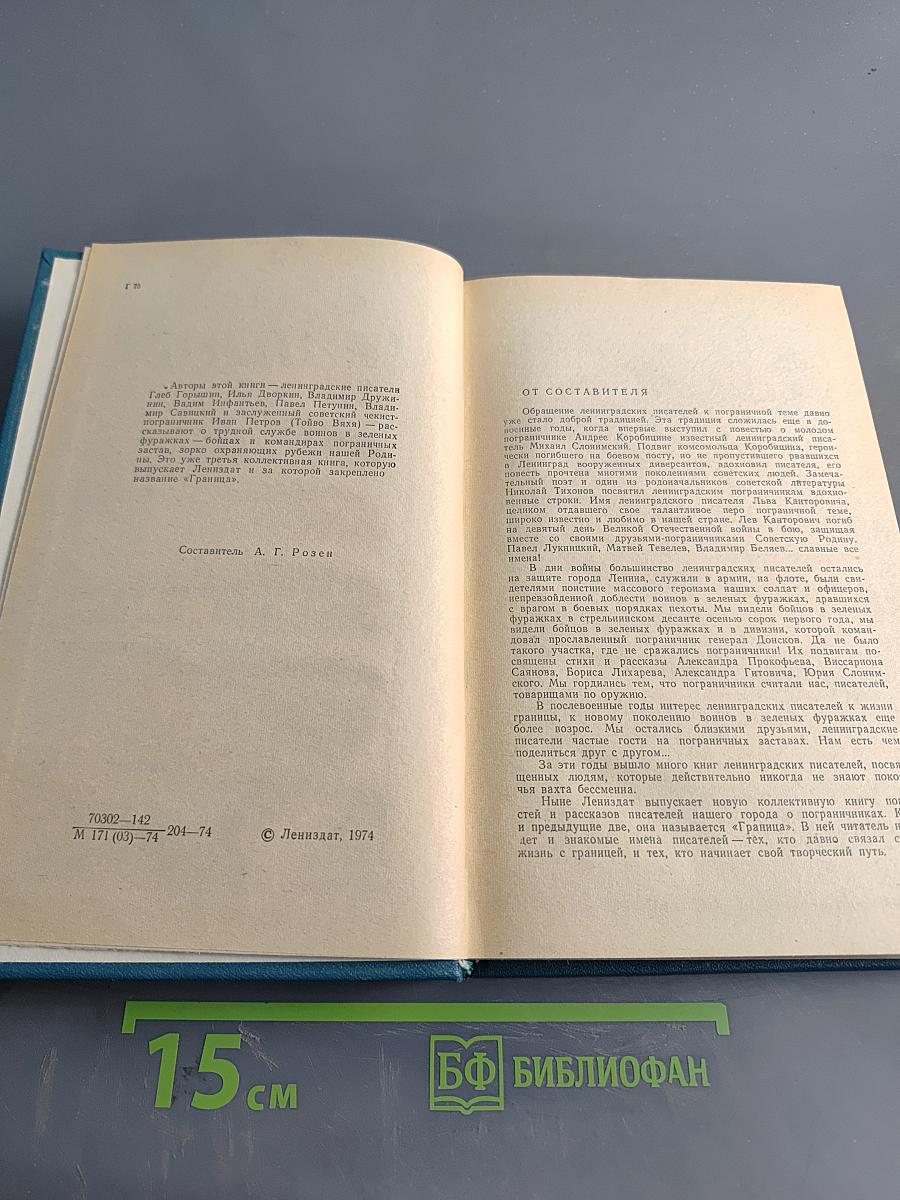 Г 70
Авторы этой книги — ленинградские писатели
Глеб Горышин, Илья Дворкин, Владимир Дружи-
нин, Вадим Инфантьев, Павел Петунин, Влади-
мир Савицкий и заслуженный советский чекист-
пограничник Иван Петров (Тойво Вяхя) — рас-
сказывают о трудной службе воинов в зеленых
фуражках — бойцах и командирах пограничных
застав, зорко охраняющих рубежи нашей Роди-
ны. Это уже третья коллективная книга, которую
выпускает Лениздат и за которой закреплено
название «Граница».
Составитель А. Г. Розен
70302—142
М 171 (03)—74 204—74
© Лениздат, 1974
ОТ СОСТАВИТЕЛЯ
Обращение ленинградских писателей к пограничной теме давно
уже стало доброй традицией. Эта традиция сложилась еще в до-
военные годы, когда впервые выступил с повестью о молодом
пограничнике Андрее Коробицине известный ленинградский писа-
тель Михаил Слонимский. Подвиг комсомольца Коробицина, герои-
чески погибшего на боевом посту, но не пропустившего рвавшихся
в Ленинград вооруженных диверсантов, вдохновил писателя, его
повесть прочтена многими поколениями советских людей. Замеча-
тельный поэт и один из родоначальников советской литературы
Николай Тихонов посвятил ленинградским пограничникам вдохно-
венные строки. Имя ленинградского писателя Льва Канторовича,
целиком отдавшего свое талантливое перо пограничной теме,
широко известно и любимо в нашей стране. Лев Канторович погиб
на девятый день Великой Отечественной войны в бою, защищая
вместе со своими друзьями-пограничниками Советскую Родину.
Павел Лукницкий, Матвей Тевелев, Владимир Беляев... славные все
имена!
В дни войны большинство ленинградских писателей остались
на защите города Ленина, служили в армии, на флоте, были сви-
детелями поистине массового героизма наших солдат и офицеров,
непревзойденной доблести воинов в зеленых фуражках, дравшихся
с врагом в боевых порядках пехоты. Мы видели бойцов в зеленых
фуражках в стрельнинском десанте осенью сорок первого года, мы
видели бойцов в зеленых фуражках и в дивизии, которой коман-
довал прославленный пограничник генерал Донсков. Да не было
такого участка, где не сражались пограничники! Их подвигам по-
священы стихи и рассказы Александра Прокофьева, Виссариона
Саянова, Бориса Лихарева, Александра Гитовича, Юрия Слоним-
ского. Мы гордились тем, что пограничники считали нас, писателей,
товарищами по оружию.
В послевоенные годы интерес ленинградских писателей к жизни
границы, к новому поколению воинов в зеленых фуражках еще
более возрос. Мы остались близкими друзьями, ленинградские
писатели частые гости на пограничных заставах. Нам есть чем
поделиться друг с другом...
За эти годы вышло много книг ленинградских писателей, посвя-
щенных людям, которые действительно никогда не знают поко
чья вахта бессменна.
Ныне Лениздат выпускает новую коллективную книгу пов
стей и рассказов писателей нашего города о пограничниках. К
и предыдущие две, она называется «Граница». В ней читатель н
дет и знакомые имена писателей — тех, кто давно связал с
жизнь с границей, и тех, кто начинает свой творческий путь.
15 см
БФ БИБЛИОФАН